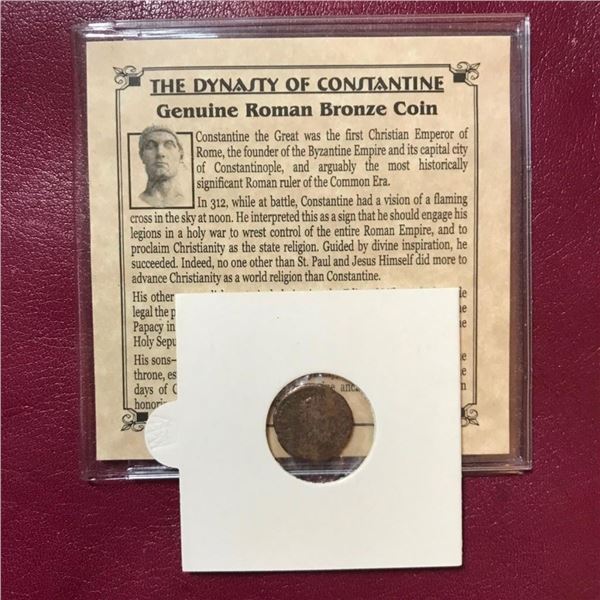 THE DYNASTY OF CONSTANTINE
Genuine Roman Bronze Coin
Constantine the Great was the first Christian Emperor of
Rome, the founder of the Byzantine Empire and its capital city
of Constantinople, and arguably the most historically
significant Roman ruler of the Common Era.
In 312, while at battle, Constantine had a vision of a flaming
cross in the sky at noon. He interpreted this as a sign that he should engage his
legions in a holy war to wrest control of the entire Roman Empire, and to
proclaim Christianity as the state religion. Guided by divine inspiration, he
succeeded. Indeed, no one other than St. Paul and Jesus Himself did more to
advance Christianity as a world religion than Constantine.
His other
legal the p
Papacy in
Holy Sepu
His sons—
throne, es
days of C
honori